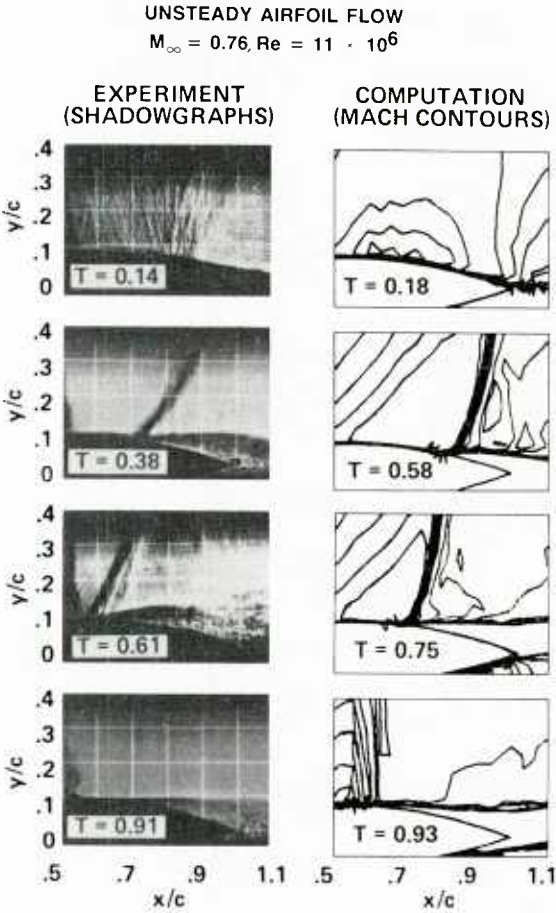 UNSTEADY AIRFOIL FLOW
M∞ = 0.76, Re = 11 · 10⁶
EXPERIMENT
(SHADOWGRAPHS)
COMPUTATION
(MACH CONTOURS)
.4
.3
.2
.1
0
y/c
T = 0.14
T = 0.18
.4
.3
.2
.1
0
y/c
T = 0.38
T = 0.58
.4
.3
.2
.1
0
y/c
T = 0.61
T = 0.75
.4
.3
.2
.1
0
y/c
T = 0.91
T = 0.93
.5 .7 .9 1.1
x/c
.5 .7 .9 1.1
x/c